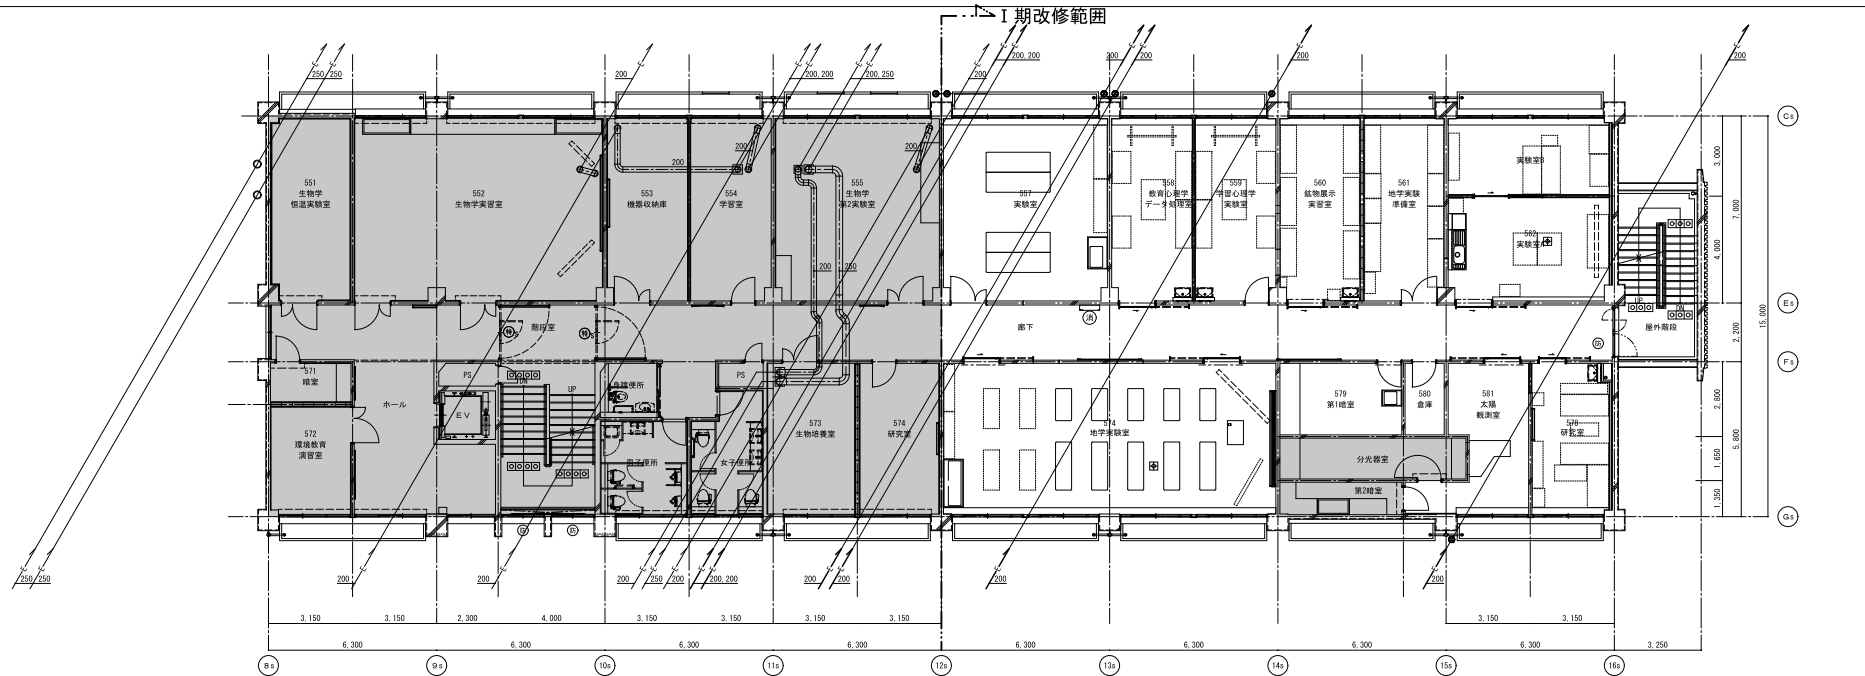 Ⅰ期改修範囲
250 250
200
200,200
200,250
200
200,200
200
200
200
200
Cs
551
生物学
恒温実験室
552
生物学実習室
553
機器収納庫
554
学習室
555
生物学
第2実験室
557
実験室
558
教育心理学
データ処理室
559
学習心理学
実験室
560
鉱物展示
実習室
561
地学実験
準備室
実験室B
562
実験室A
200
200
200
200
250
3,000
4,000
7,000
2,200
15,000
Es
階段室
特
特
廊下
消
防
UP
DN
屋外階段
Fs
571
暗室
572
環境教育
演習室
ホール
PS
EV
DN
UP
身障便所
男子便所
女子便所
PS
573
生物培養室
574
研究室
574
地学実験室
579
第1暗室
580
倉庫
581
太陽
観測室
578
研究室
分光器室
第2暗室
2,800
1,650
1,350
5,800
Gs
防
防
250 250
200
200
200
250
200
200,200
200
200
200
200
3,150
3,150
2,300
4,000
3,150
3,150
3,150
3,150
3,150
3,150
6,300
6,300
6,300
6,300
6,300
6,300
6,300
6,300
3,250
8s
9s
10s
11s
12s
13s
14s
15s
16s